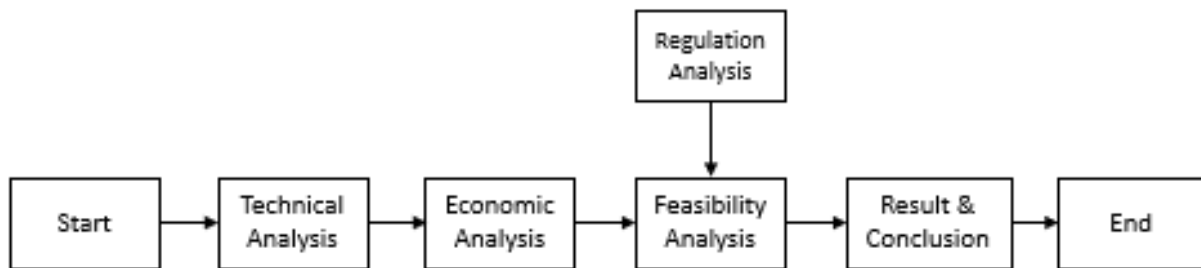 Regulation
Analysis
Start
Technical
Analysis
Economic
Analysis
Feasibility
Analysis
Result &
Conclusion
End